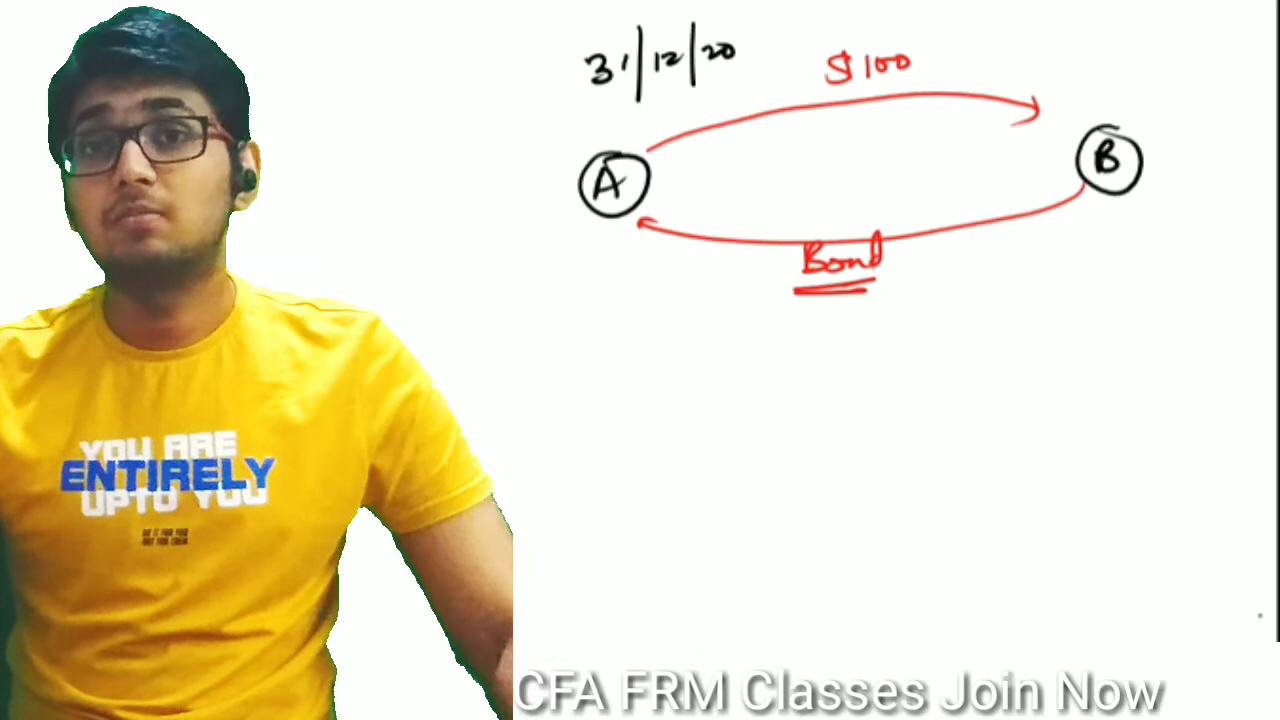 31/12/20
$100
A
B
Bond
YOU ARE
ENTIRELY
UPTO YOU
CFA FRM Classes Join Now